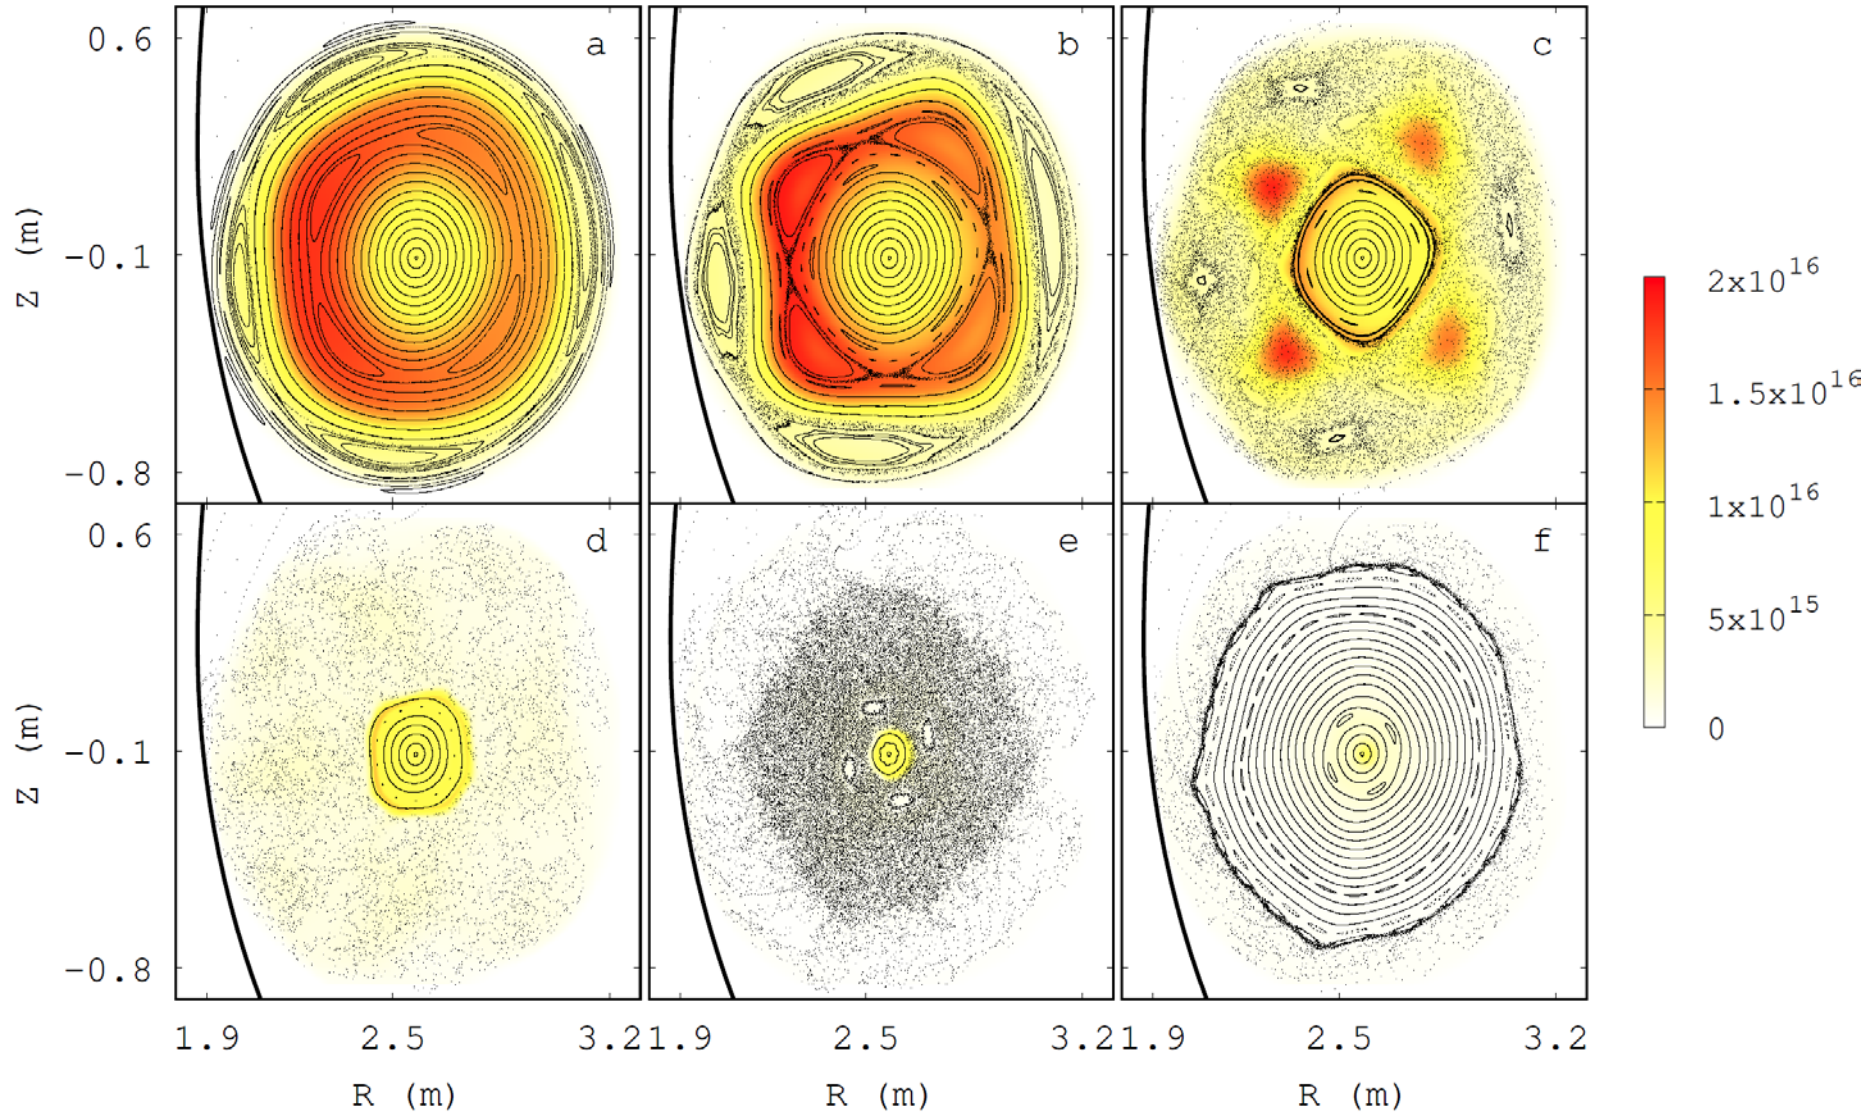 a b c
0.6
-0.1
-0.8
Z (m)
d e f
0.6
-0.1
-0.8
Z (m)
1.9 2.5 3.2 1.9 2.5 3.2 1.9 2.5 3.2
R (m) R (m) R (m)
2x10^16
1.5x10^16
1x10^16
5x10^15
0